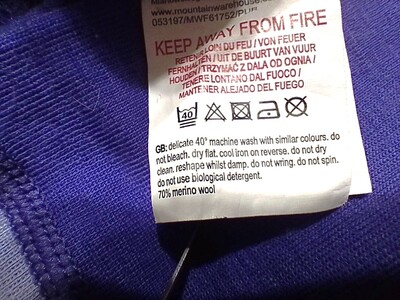 www.mountainwarehouse.
053197/MWF61752/PU
KEEP AWAY FROM FIRE
RETENIR LOIN DU FEU / VON FEUER
FERNHALTEN / UIT DE BUURT VAN VUUR
HOUDEN / TRZYMAĆ Z DALA OD OGNIA /
TENERE LONTANO DAL FUOCO /
MANTENER ALEJADO DEL FUEGO
40
GB: delicate 40° machine wash with similar colours. do
not bleach. dry flat. cool iron on reverse. do not dry
clean. reshape whilst damp. do not wring. do not spin.
do not use biological detergent.
70% merino wool